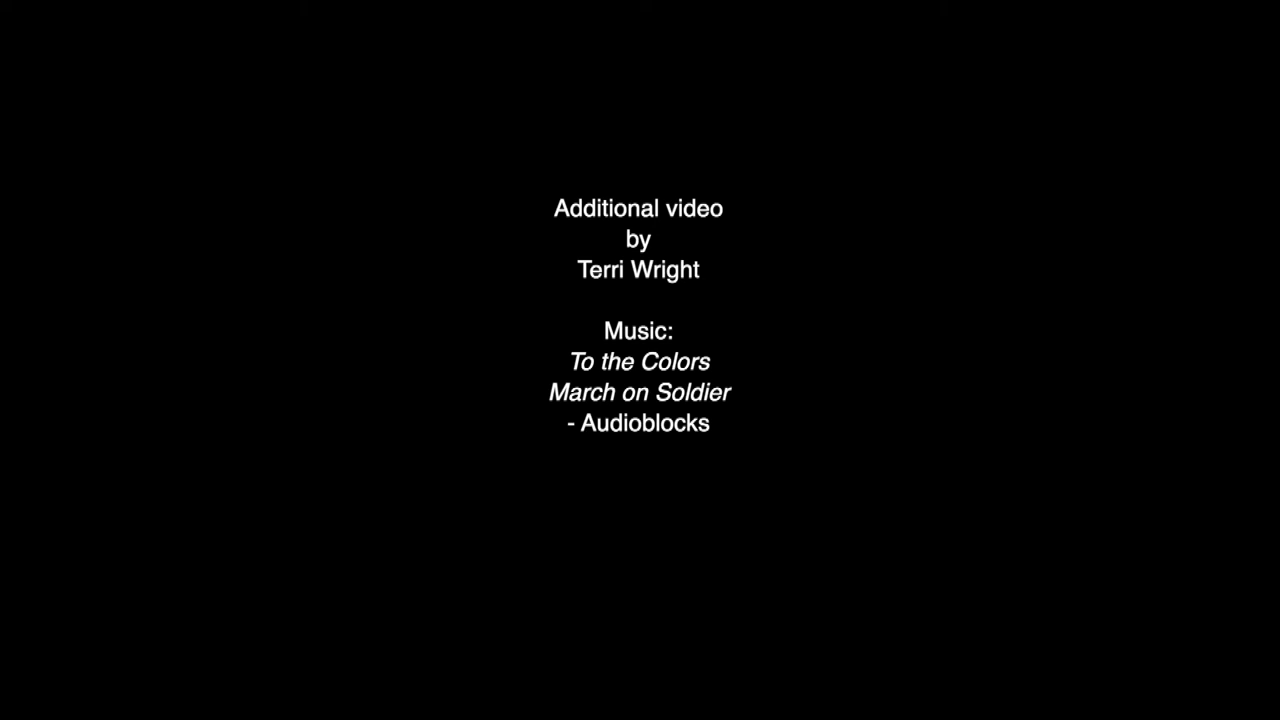 Additional video
by
Terri Wright
Music:
To the Colors
March on Soldier
- Audioblocks